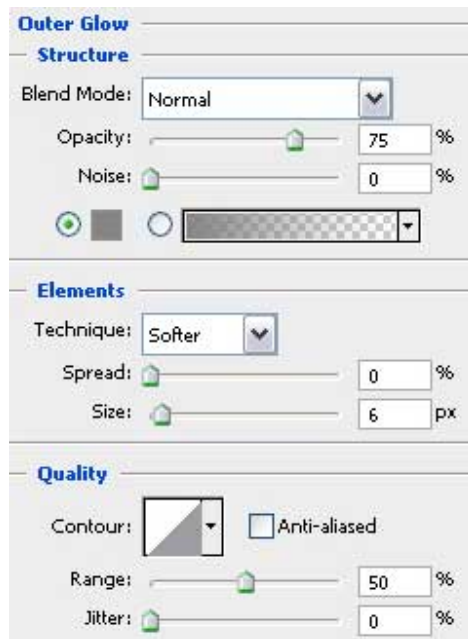 Outer Glow
Structure
Blend Mode: Normal
Opacity: 75 %
Noise: 0 %
Elements
Technique: Softer
Spread: 0 %
Size: 6 px
Quality
Contour: Anti-aliased
Range: 50 %
Jitter: 0 %